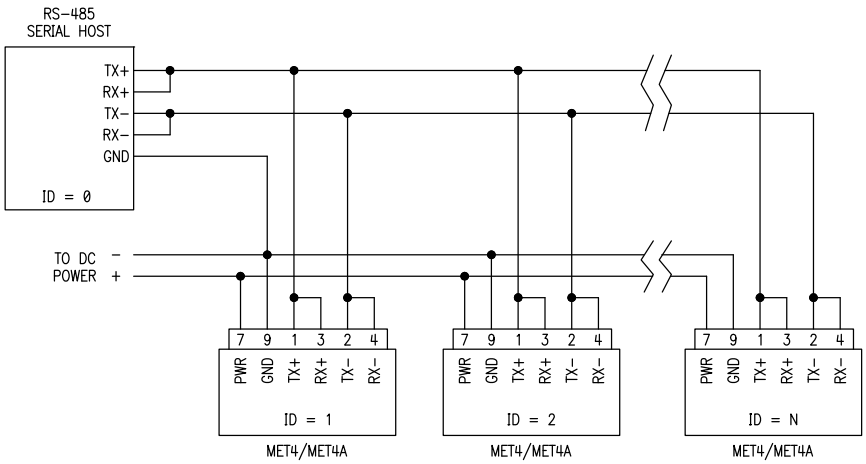 RS-485
SERIAL HOST
TX+
RX+
TX-
RX-
GND
ID = 0
TO DC -
POWER +
7 9 1 3 2 4
PWR GND TX+ RX+ TX- RX-
ID = 1
MET4/MET4A
7 9 1 3 2 4
PWR GND TX+ RX+ TX- RX-
ID = 2
MET4/MET4A
7 9 1 3 2 4
PWR GND TX+ RX+ TX- RX-
ID = N
MET4/MET4A